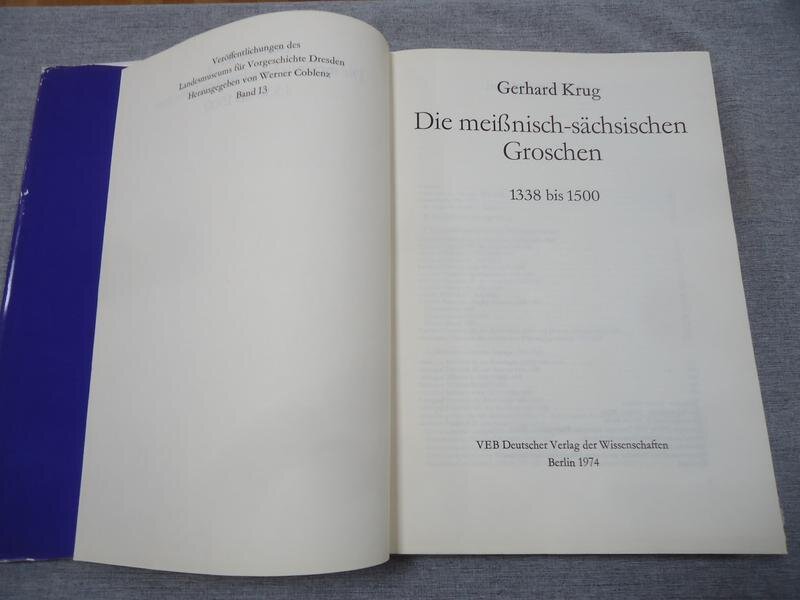 Veröffentlichungen des
Landesmuseums für Vorgeschichte Dresden
Herausgegeben von Werner Coblenz
Band 13
Gerhard Krug
Die meißnisch-sächsischen
Groschen
1338 bis 1500
VEB Deutscher Verlag der Wissenschaften
Berlin 1974